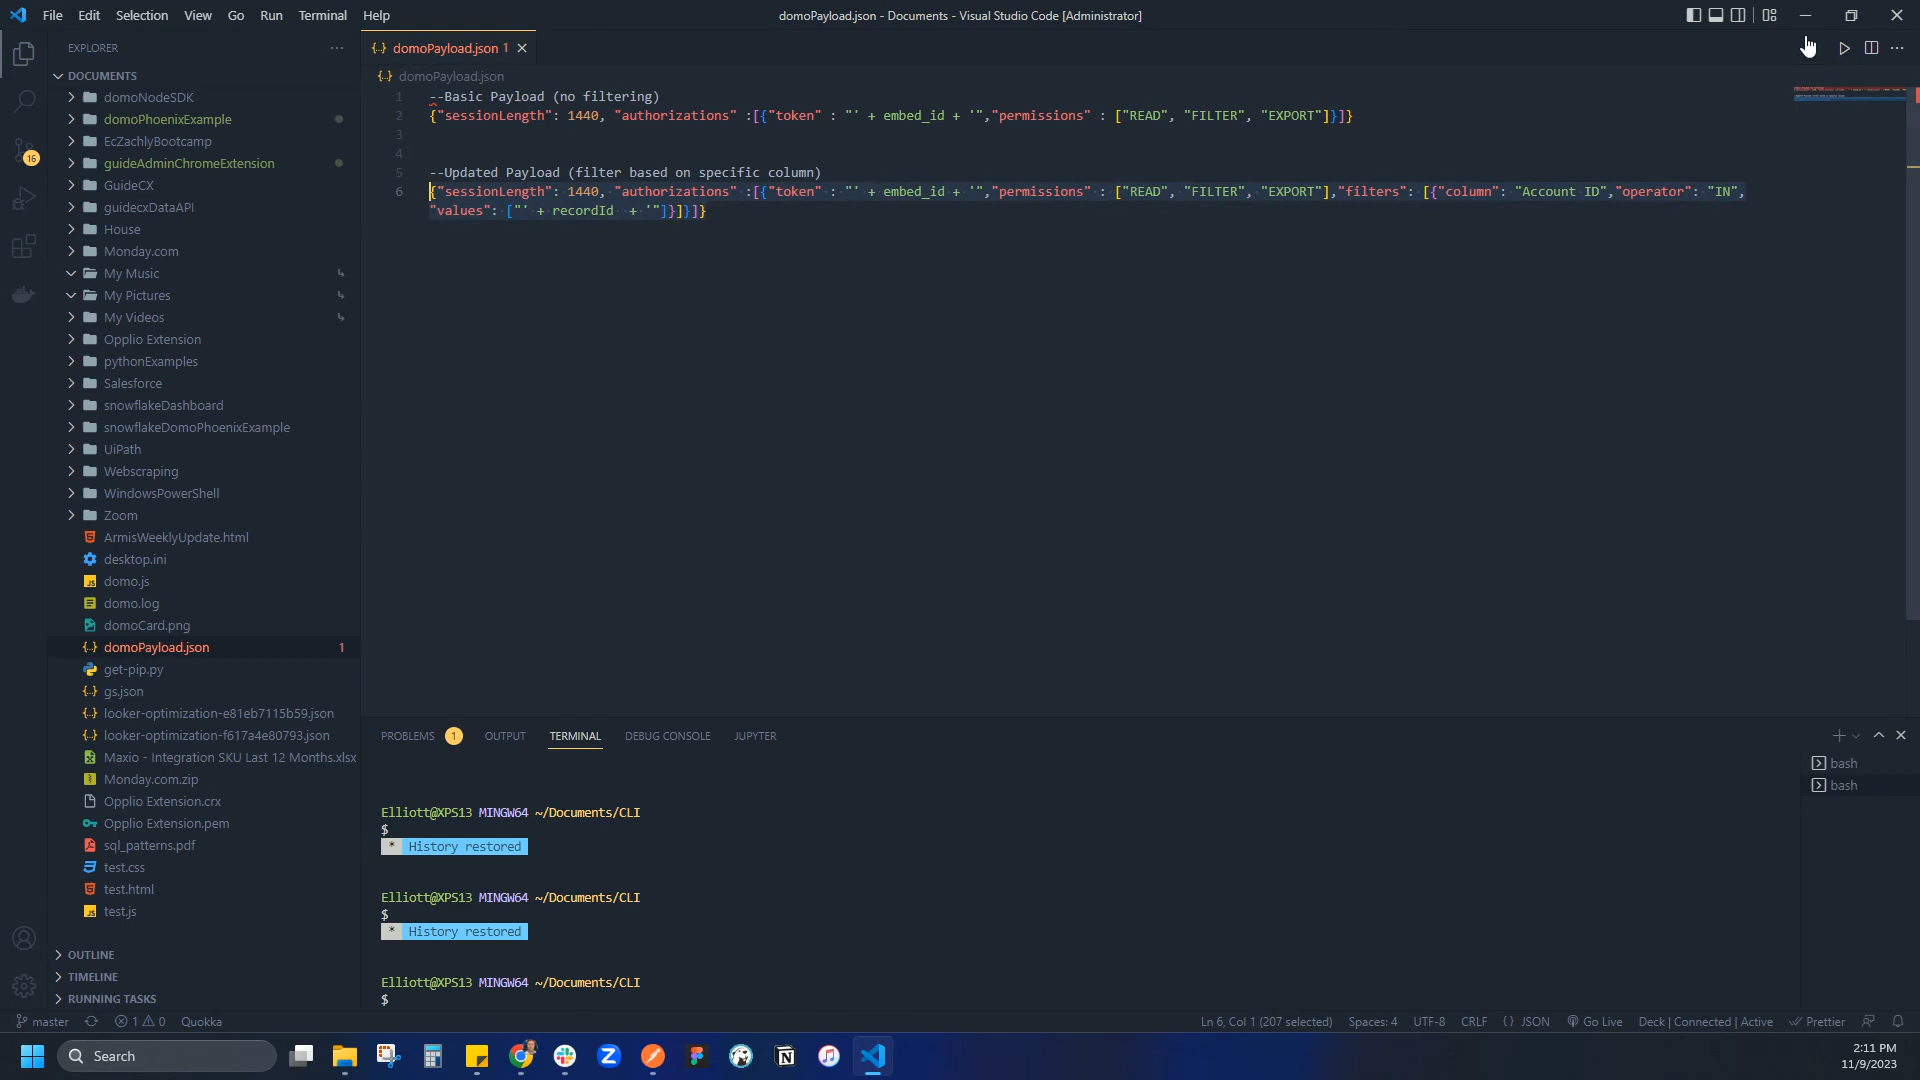 File Edit Selection View Go Run Terminal Help
domoPayload.json - Documents - Visual Studio Code [Administrator]
EXPLORER
DOCUMENTS
domoNodeSDK
domoPhoenixExample
EcZachlyBootcamp
guideAdminChromeExtension
GuideCX
guidecxDataAPI
House
Monday.com
My Music
My Pictures
My Videos
Opplio Extension
pythonExamples
Salesforce
snowflakeDashboard
snowflakeDomoPhoenixExample
UiPath
Webscraping
WindowsPowerShell
Zoom
ArmisWeeklyUpdate.html
desktop.ini
domo.js
domo.log
domoCard.png
domoPayload.json 1
get-pip.py
gs.json
looker-optimization-e81eb7115b59.json
looker-optimization-f617a4e80793.json
Maxio - Integration SKU Last 12 Months.xlsx
Monday.com.zip
Opplio Extension.crx
Opplio Extension.pem
sql_patterns.pdf
test.css
test.html
test.js
OUTLINE
TIMELINE
RUNNING TASKS
16
domoPayload.json 1
domoPayload.json
1 --Basic Payload (no filtering)
2 {"sessionLength": 1440, "authorizations" :[{"token" : "' + embed_id + '","permissions" : ["READ", "FILTER", "EXPORT"]}]}
3
4
5 --Updated Payload (filter based on specific column)
6 {"sessionLength": 1440, "authorizations" :[{"token" : "' + embed_id + '","permissions" : ["READ", "FILTER", "EXPORT"],"filters": [{"column": "Account ID","operator": "IN",
"values": ["' + recordId + '"]}]}]}
PROBLEMS 1 OUTPUT TERMINAL DEBUG CONSOLE JUPYTER
Elliott@XPS13 MINGW64 ~/Documents/CLI
$
* History restored
Elliott@XPS13 MINGW64 ~/Documents/CLI
$
* History restored
Elliott@XPS13 MINGW64 ~/Documents/CLI
$
bash
bash
master 1 0 Quokka
Ln 6, Col 1 (207 selected) Spaces: 4 UTF-8 CRLF {} JSON Go Live Deck | Connected | Active Prettier
Search
2:11 PM
11/9/2023